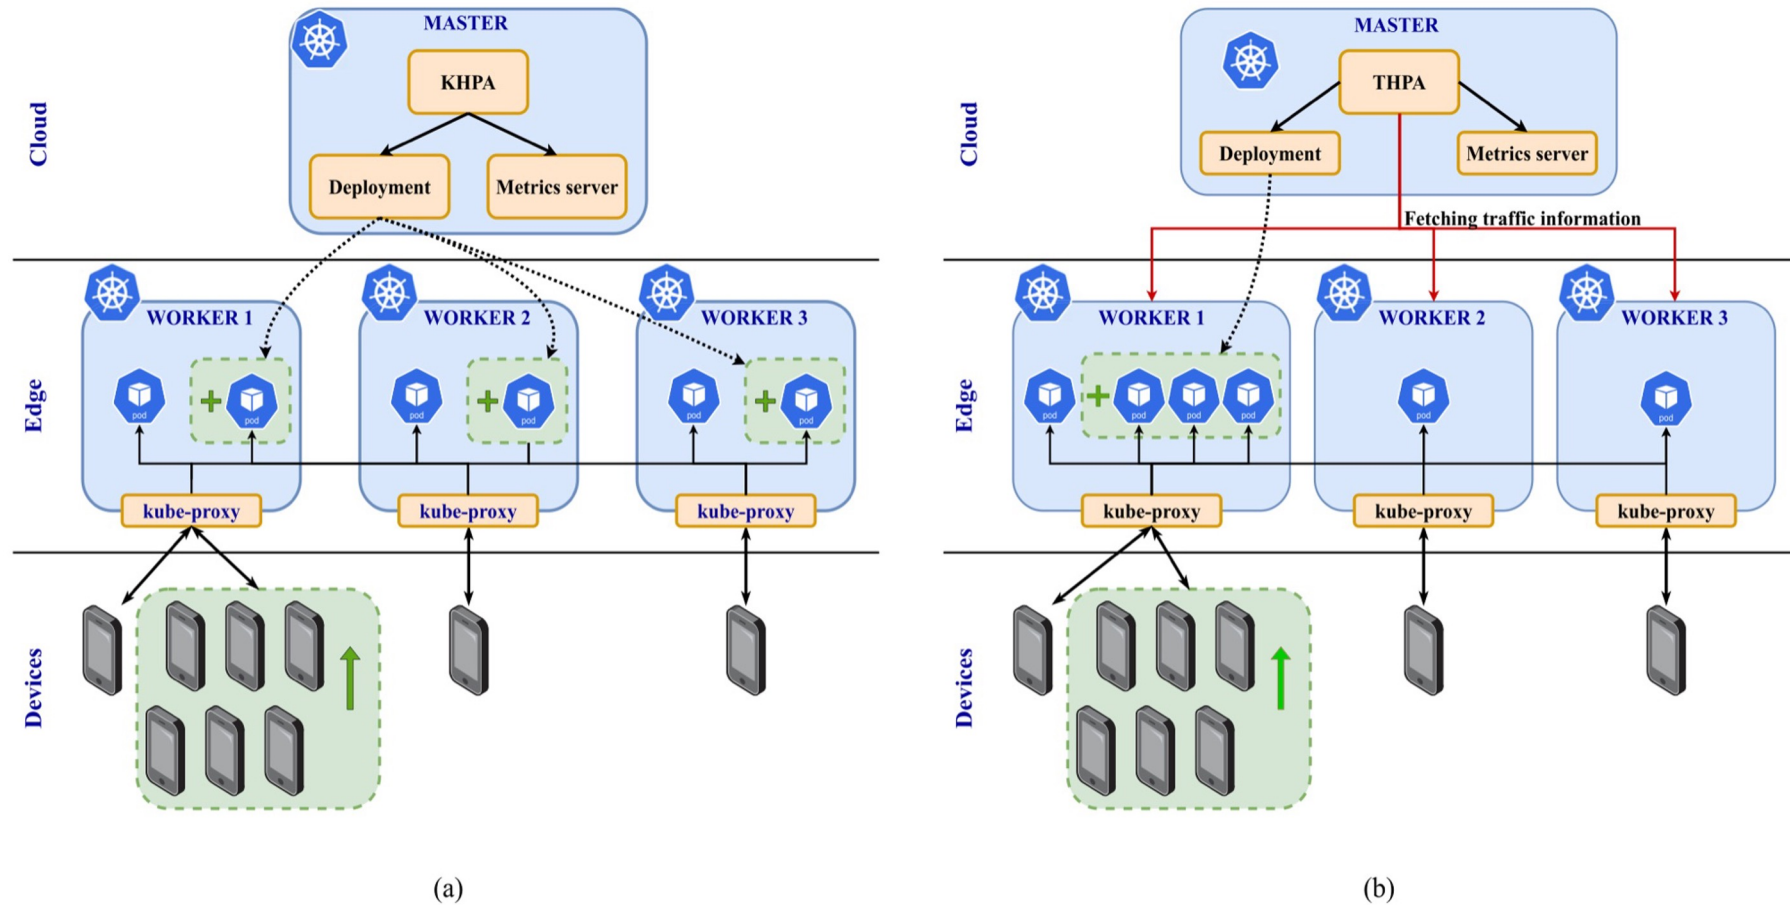 MASTER
KHPA
Deployment
Metrics server
Cloud
WORKER 1
WORKER 2
WORKER 3
+
pod
pod
+
pod
pod
+
pod
pod
Edge
kube-proxy
kube-proxy
kube-proxy
Devices
(a)
MASTER
THPA
Deployment
Metrics server
Cloud
Fetching traffic information
WORKER 1
WORKER 2
WORKER 3
pod
+
pod
pod
pod
pod
pod
Edge
kube-proxy
kube-proxy
kube-proxy
Devices
(b)